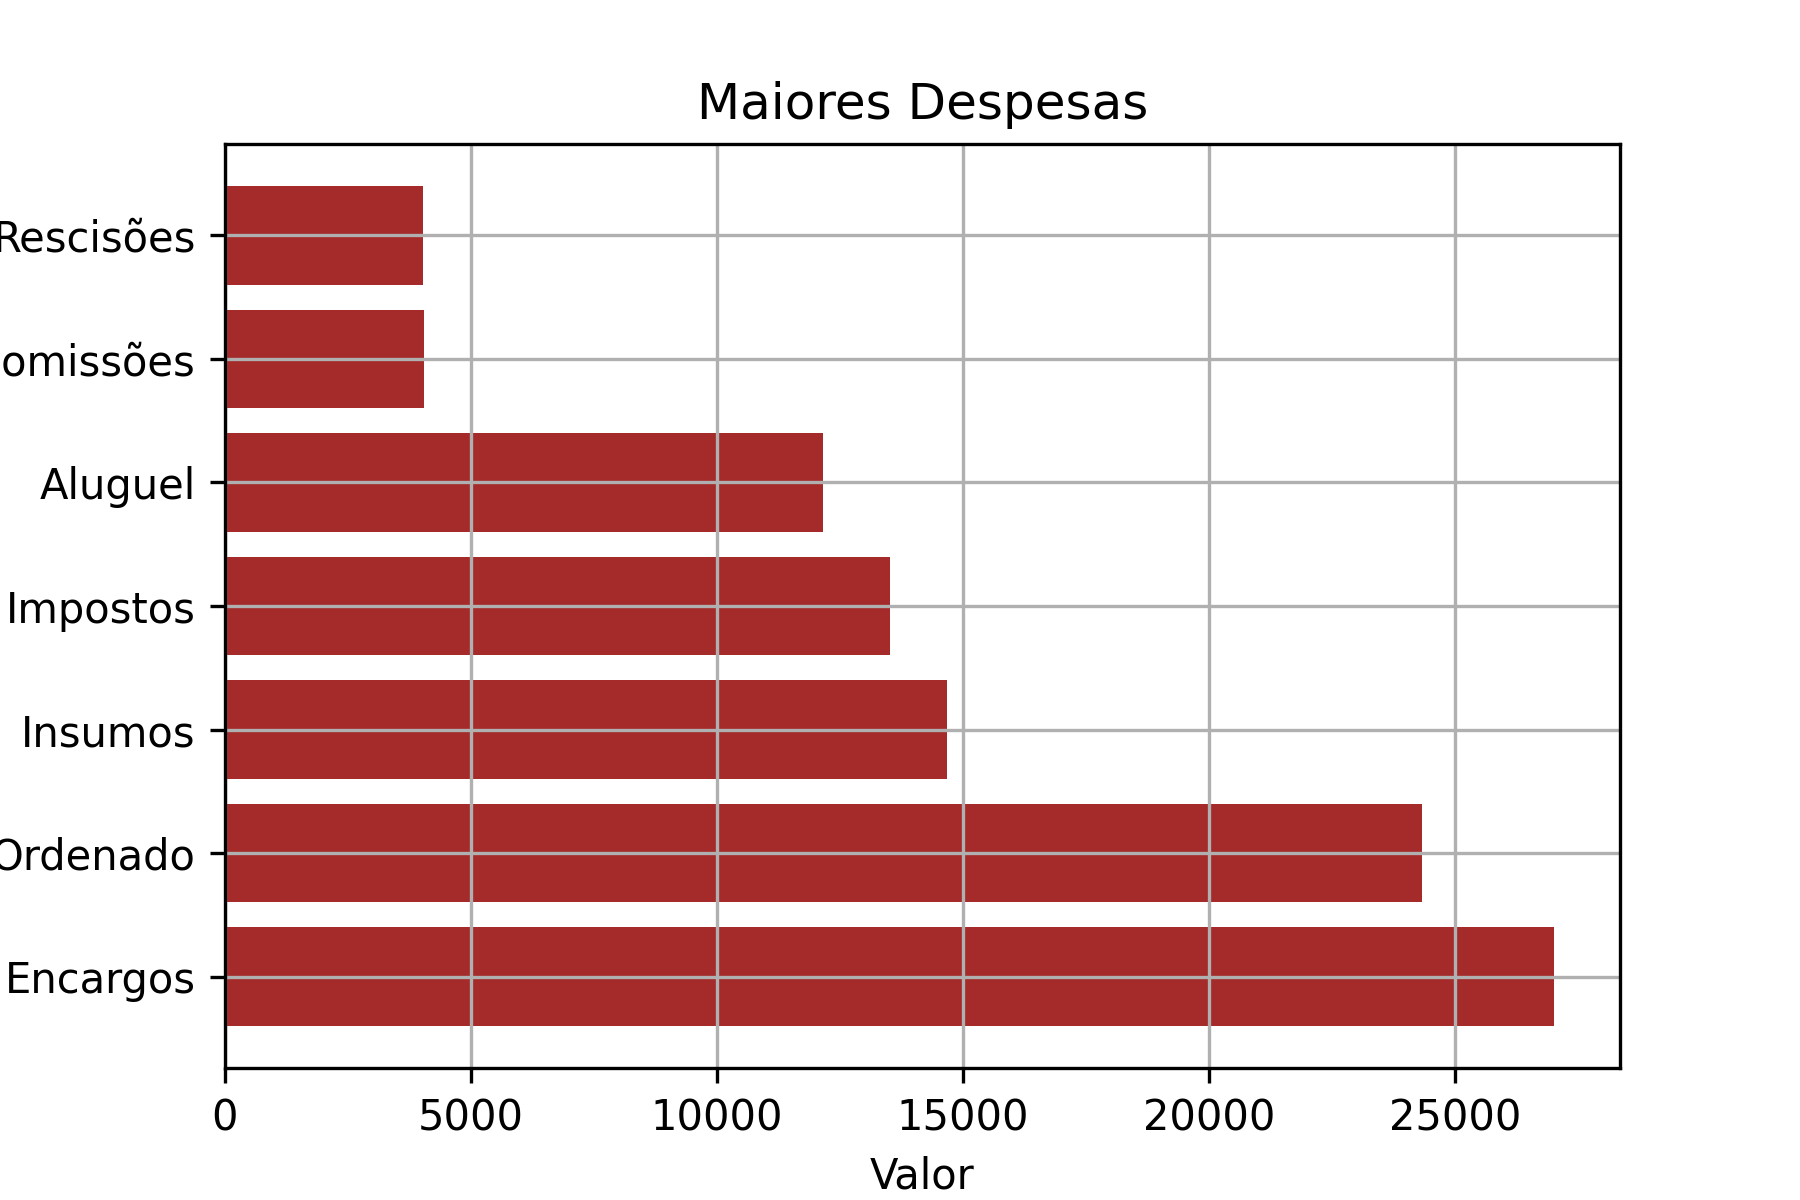 Maiores Despesas
Rescisões
omissões
Aluguel
Impostos
Insumos
Ordenado
Encargos
0 5000 10000 15000 20000 25000
Valor